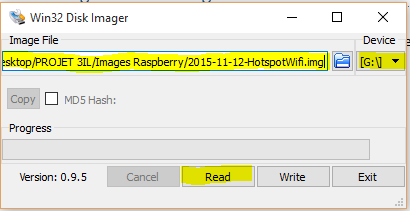 Win32 Disk Imager
Image File
Device
esktop/PROJET 3IL/Images Raspberry/2015-11-12-HotspotWifi.img
[G:\]
Copy
MD5 Hash:
Progress
Version: 0.9.5
Cancel
Read
Write
Exit